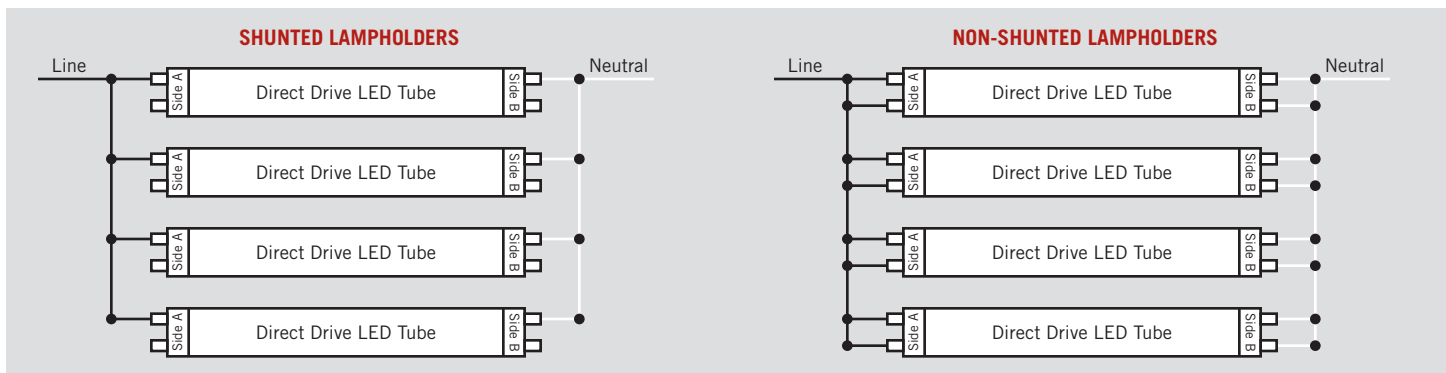 SHUNTED LAMPHOLDERS
Line
Neutral
Side A
Direct Drive LED Tube
Side B
Side A
Direct Drive LED Tube
Side B
Side A
Direct Drive LED Tube
Side B
Side A
Direct Drive LED Tube
Side B
NON-SHUNTED LAMPHOLDERS
Line
Neutral
Side A
Direct Drive LED Tube
Side B
Side A
Direct Drive LED Tube
Side B
Side A
Direct Drive LED Tube
Side B
Side A
Direct Drive LED Tube
Side B